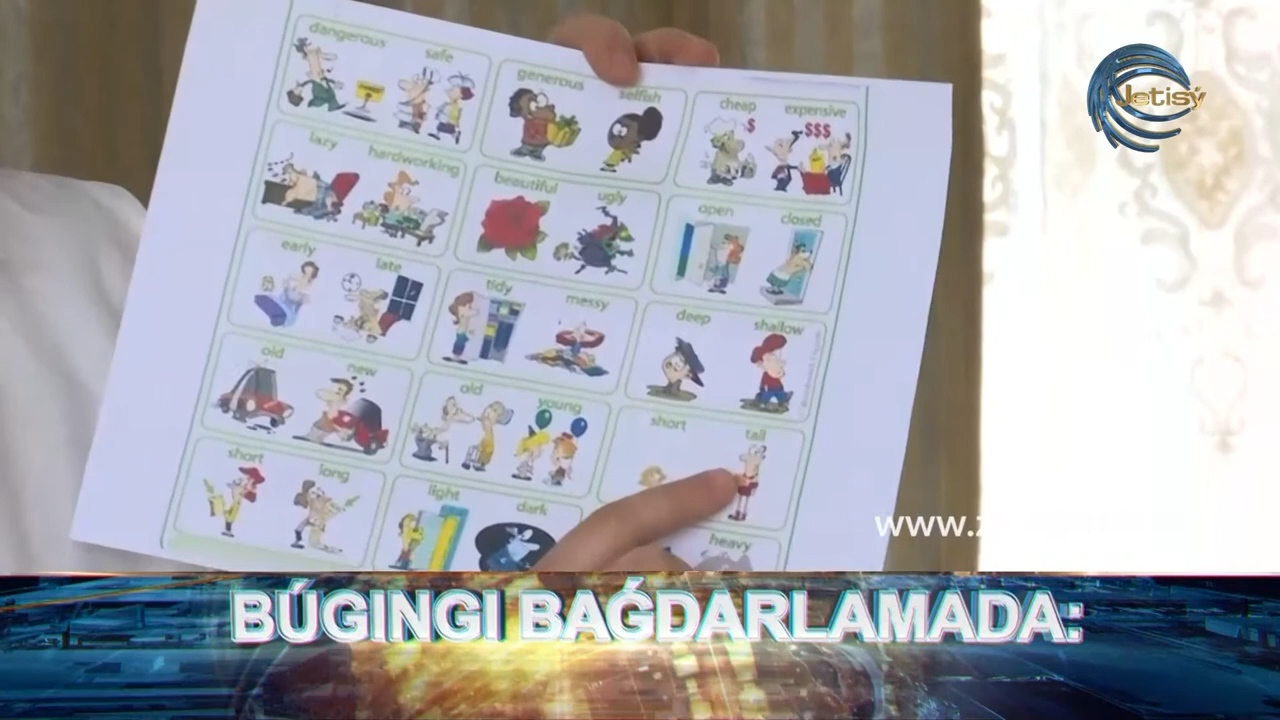 Jetisý
dangerous safe
generous selfish
cheap expensive
$ $$$
lazy hardworking
beautiful ugly
open closed
early late
tidy messy
deep shallow
old new
old young
short tall
short long
light dark
heavy
www.
BÚGINGI BAǴDARLAMADA: